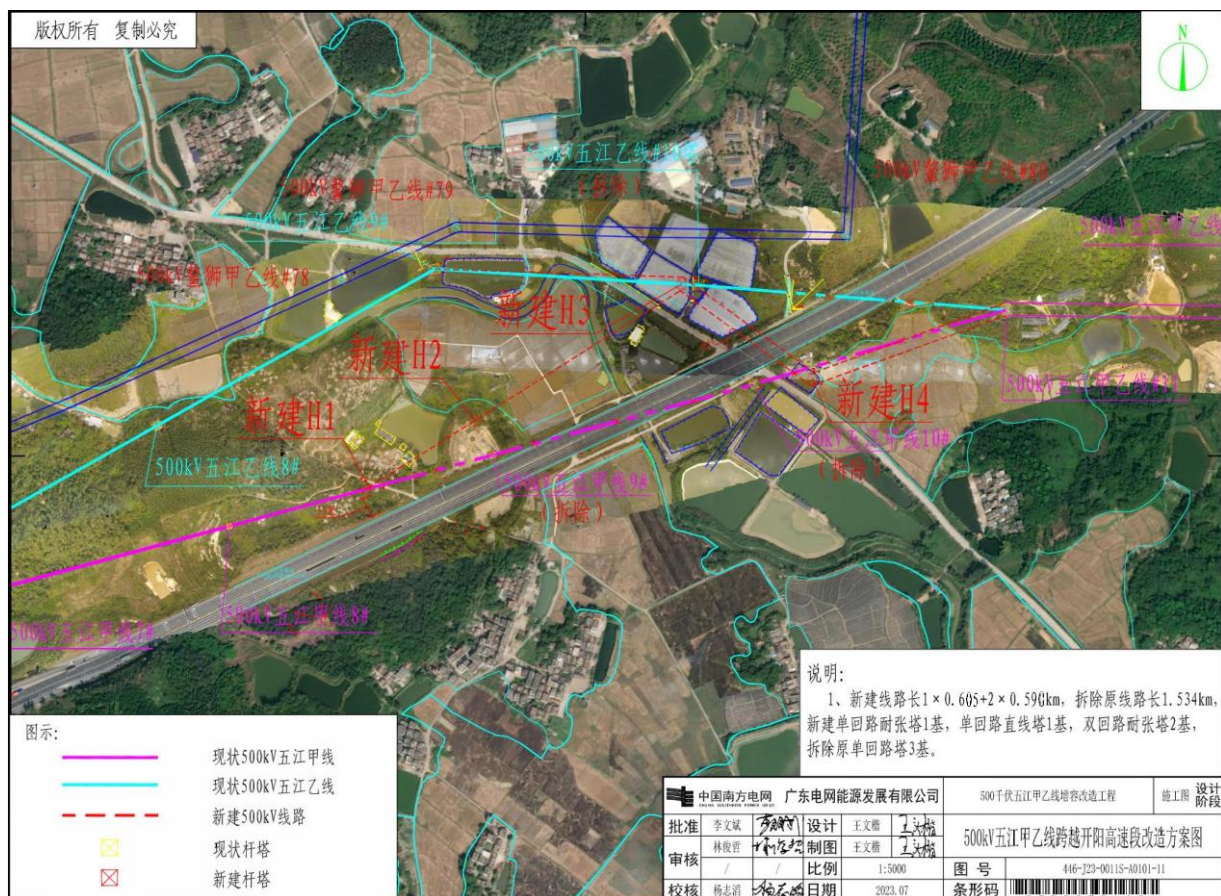 版权所有 复制必究
N
500kV五江乙线#10
(拆除)
500kV鳌狮甲乙线#80
500kV鳌狮甲乙线#79
500kV五江乙线9#
500kV五江甲乙线
500kV鳌狮甲乙线#78
新建H3
新建H2
新建H1
500kV五江甲乙线#31
新建H4
500kV五江甲线10#
(拆除)
500kV五江乙线8#
500kV五江甲线9#
(拆除)
500kV五江甲线8#
500kV五江甲线7#
说明:
1、新建线路长1×0.605+2×0.590km, 拆除原线路长1.534km,
新建单回路耐张塔1基, 单回路直线塔1基, 双回路耐张塔2基,
拆除原单回路塔3基。
图示:
现状500kV五江甲线
现状500kV五江乙线
新建500kV线路
现状杆塔
新建杆塔
中国南方电网 广东电网能源发展有限公司 500千伏五江甲乙线增容改造工程 施工图 设计阶段
CHINA SOUTHERN POWER GRID
批准 李文斌 设计 王文楷
审核 林俊哲 制图 王文楷 500kV五江甲乙线跨越开阳高速段改造方案图
/ / 比例 1:5000 图号 446-J23-0011S-A0101-11
校核 杨志滔 日期 2023.07 条形码